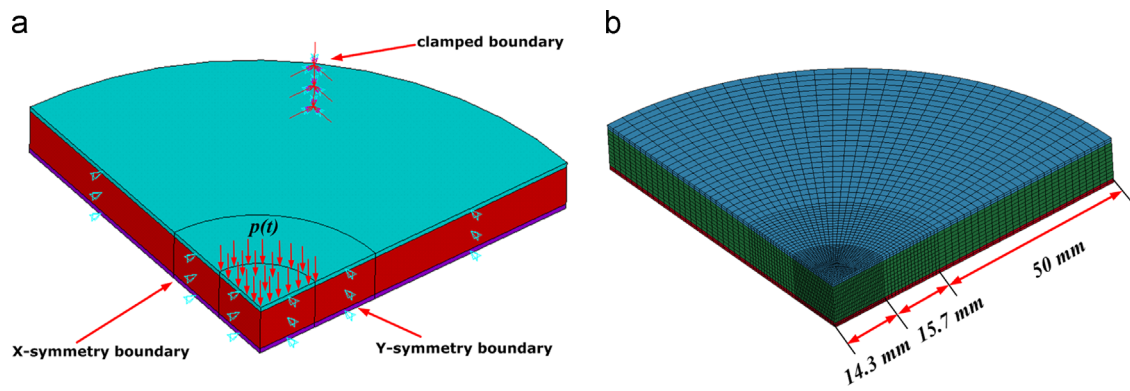 a
clamped boundary
p(t)
X-symmetry boundary
Y-symmetry boundary
b
14.3 mm
15.7 mm
50 mm